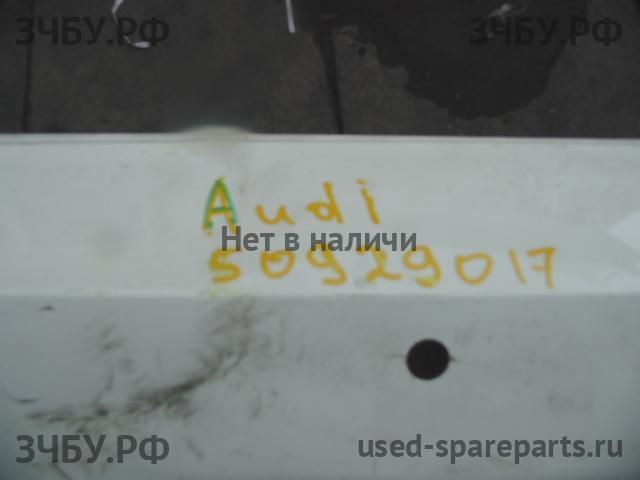 ЗЧБУ.РФ ЗЧБУ.РФ
Audi
Нет в наличи
50929017
ЗЧБУ.РФ used-spareparts.ru